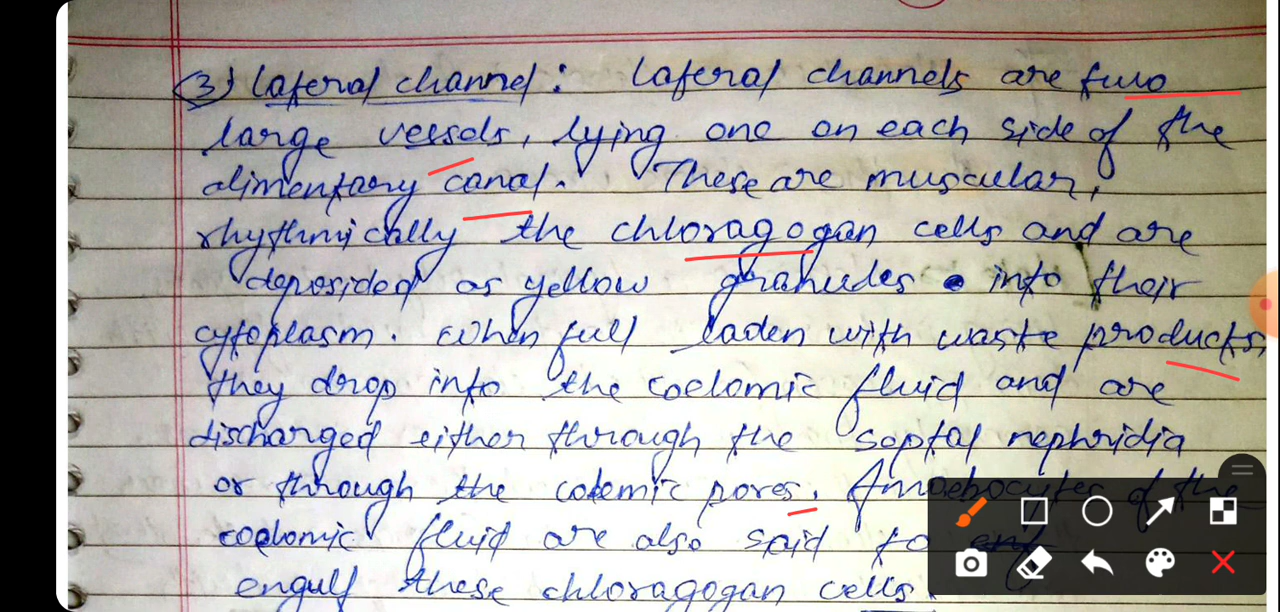 (3) Lateral channel: Lateral channels are two
large vessels, lying one on each side of the
alimentary canal. These are muscular,
rhythmically the chloragogan cells and are
deposided as yellow granules into their
cytoplasm. When full laden with waste products,
they drop into the coelomic fluid and are
discharged either through the septal nephridia
or through the colemic pores. Amoebocytes of the
coelomic fluid are also said to
engulf these chloragogan cells.